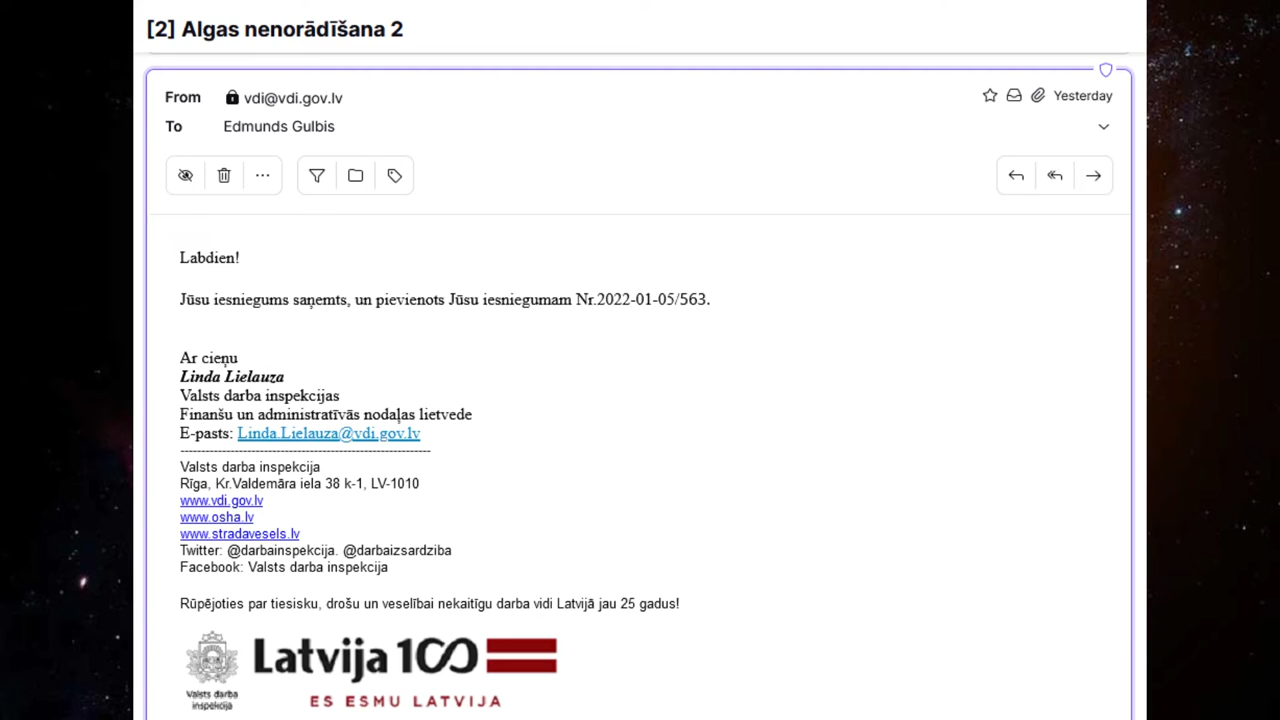 [2] Algas nenorādīšana 2
From vdi@vdi.gov.lv Yesterday
To Edmunds Gulbis
Labdien!
Jūsu iesniegums saņemts, un pievienots Jūsu iesniegumam Nr.2022-01-05/563.
Ar cieņu
Linda Lielauza
Valsts darba inspekcijas
Finanšu un administratīvās nodaļas lietvede
E-pasts: Linda.Lielauza@vdi.gov.lv
---------------------------------------------------------------
Valsts darba inspekcija
Rīga, Kr.Valdemāra iela 38 k-1, LV-1010
www.vdi.gov.lv
www.osha.lv
www.stradavesels.lv
Twitter: @darbainspekcija. @darbaizsardziba
Facebook: Valsts darba inspekcija
Rūpējoties par tiesisku, drošu un veselībai nekaitīgu darba vidi Latvijā jau 25 gadus!
Latvija 100
Valsts darba
inspekcija
ES ESMU LATVIJA